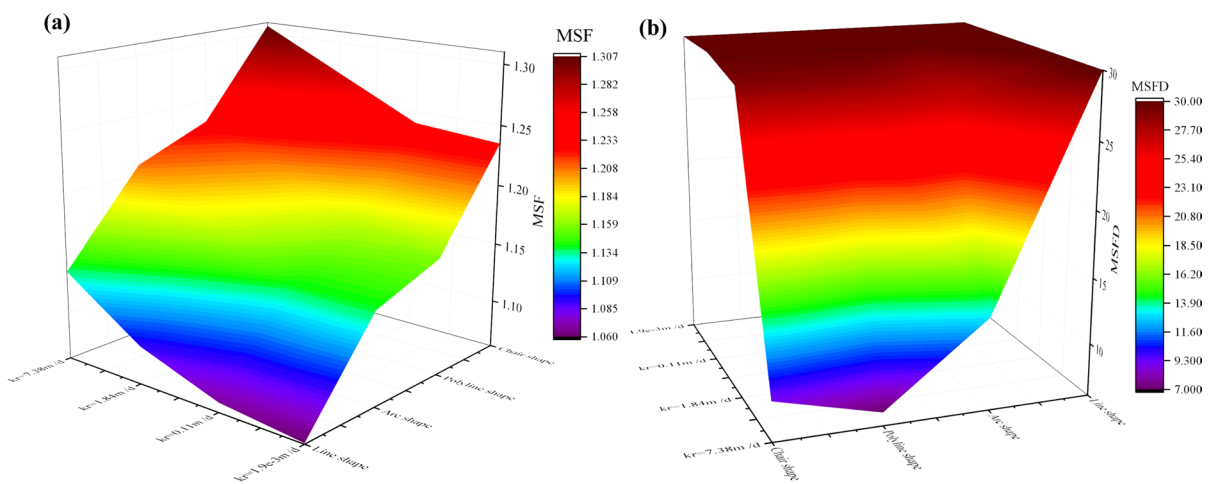 (a)
MSF
1.307
1.282
1.258
1.233
1.208
1.184
1.159
1.134
1.109
1.085
1.060
1.30
1.25
1.20
1.15
1.10
MSF
kr=7.38m /d
kr=1.84m /d
kr=0.11m /d
kr=1.9e-3m /d
Line shape
Arc shape
Polyline shape
Chair shape
(b)
MSFD
30.00
27.70
25.40
23.10
20.80
18.50
16.20
13.90
11.60
9.300
7.000
30
25
20
15
10
MSFD
1.9e-3m /d
kr=0.11m /d
kr=1.84m /d
kr=7.38m /d
Chair shape
Polyline shape
Arc shape
Line shape